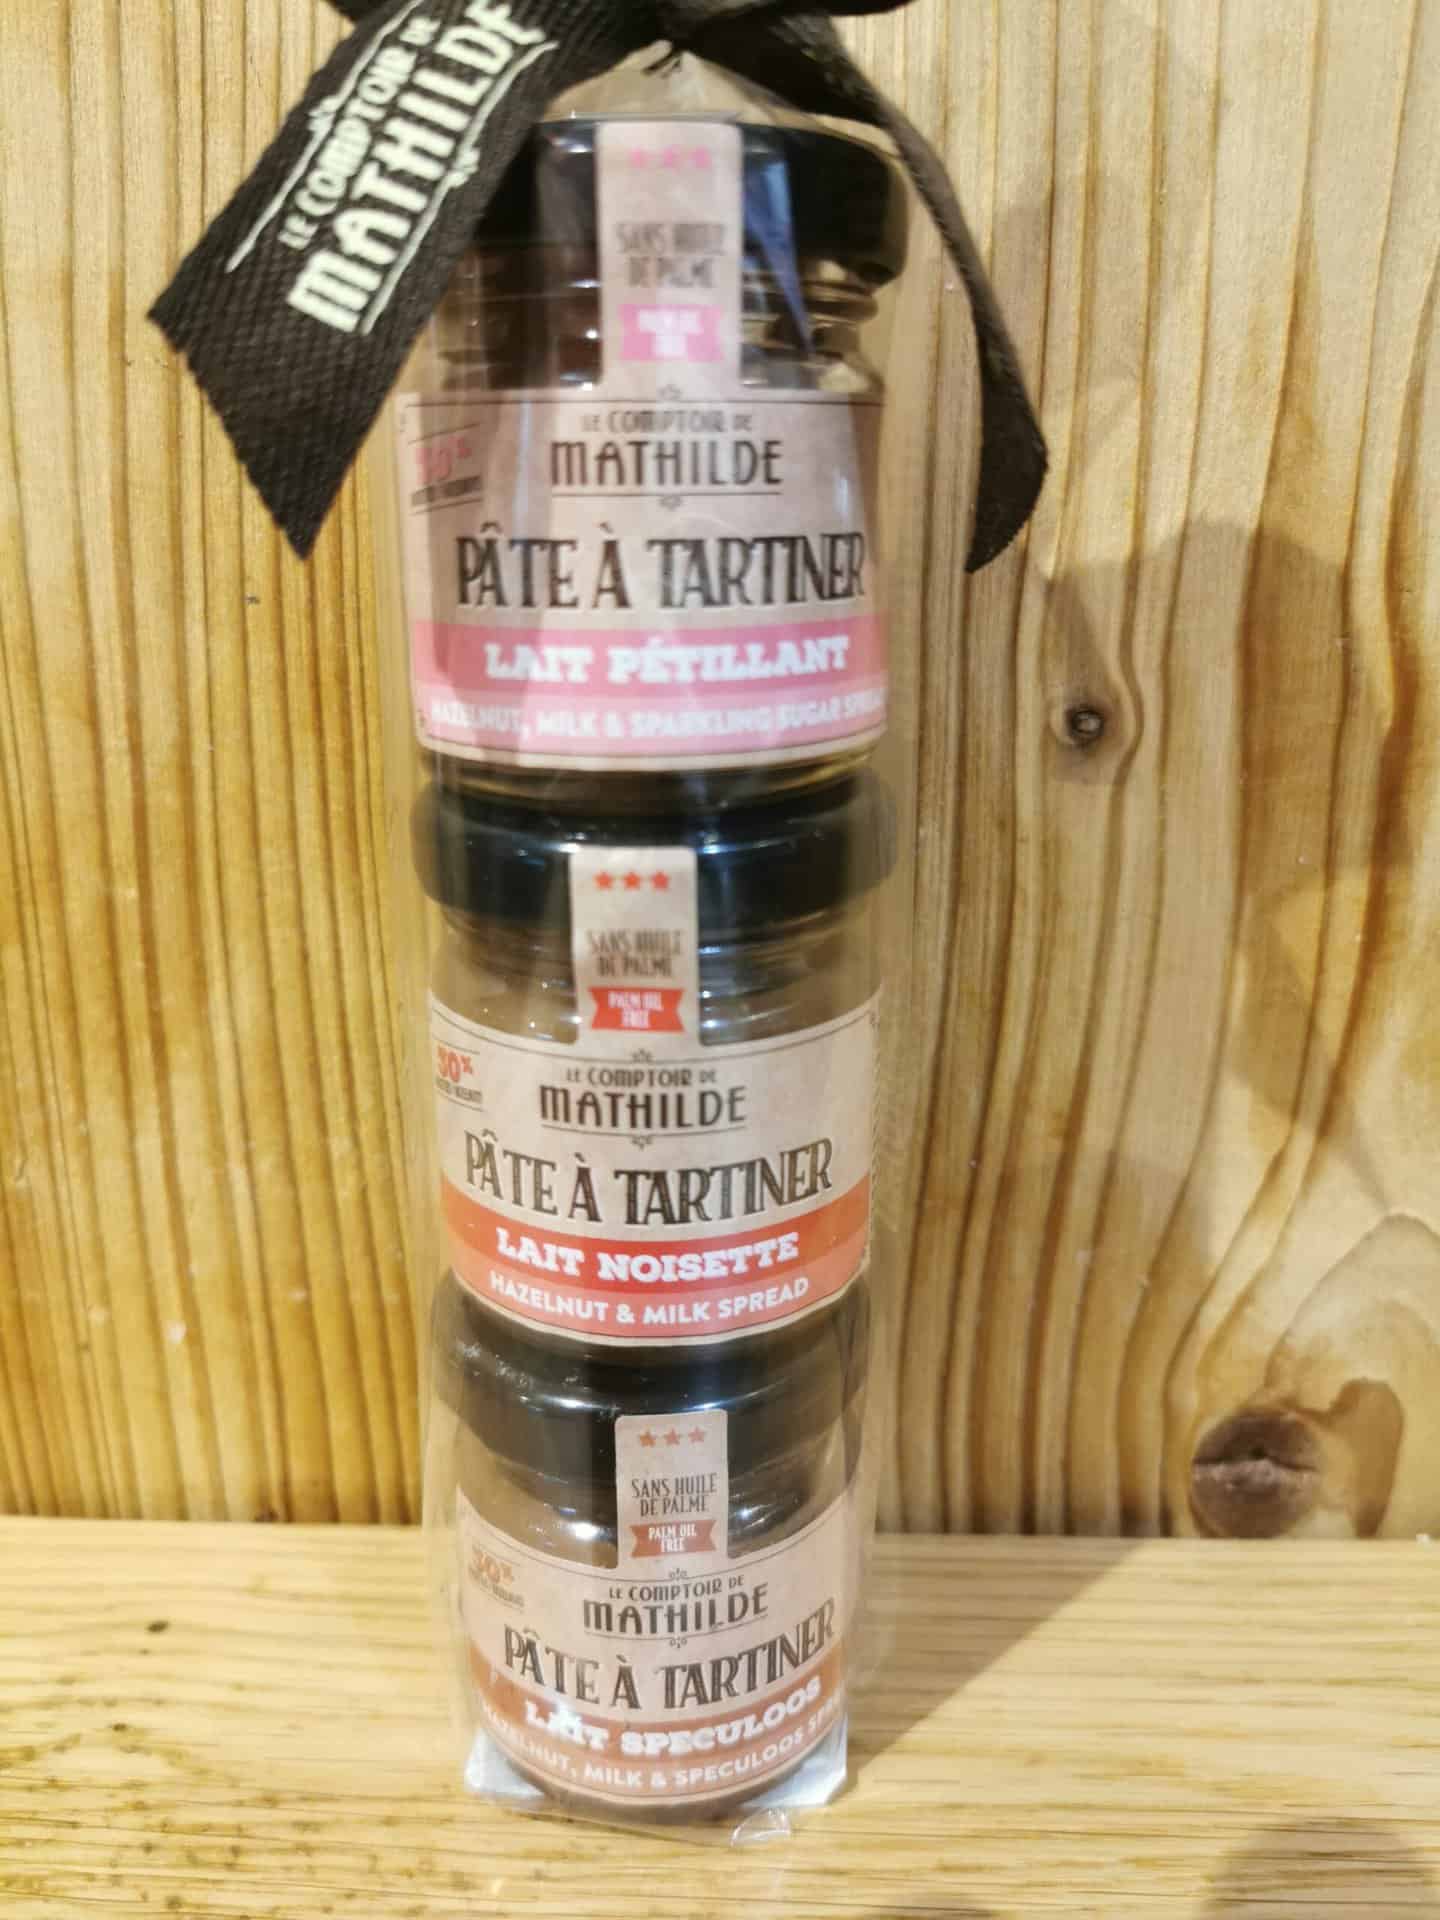 LE COMPTOIR DE
MATHILDE
SANS HUILE
DE PALME
LE COMPTOIR DE
MATHILDE
PÂTE À TARTINER
LAIT PÉTILLANT
HAZELNUT, MILK & SPARKLING SUGAR
SANS HUILE
DE PALME
PALM OIL
FREE
30%
LE COMPTOIR DE
MATHILDE
PÂTE À TARTINER
LAIT NOISETTE
HAZELNUT & MILK SPREAD
SANS HUILE
DE PALME
PALM OIL
FREE
30%
LE COMPTOIR DE
MATHILDE
PÂTE À TARTINER
LAIT SPECULOOS
HAZELNUT, MILK & SPECULOOS